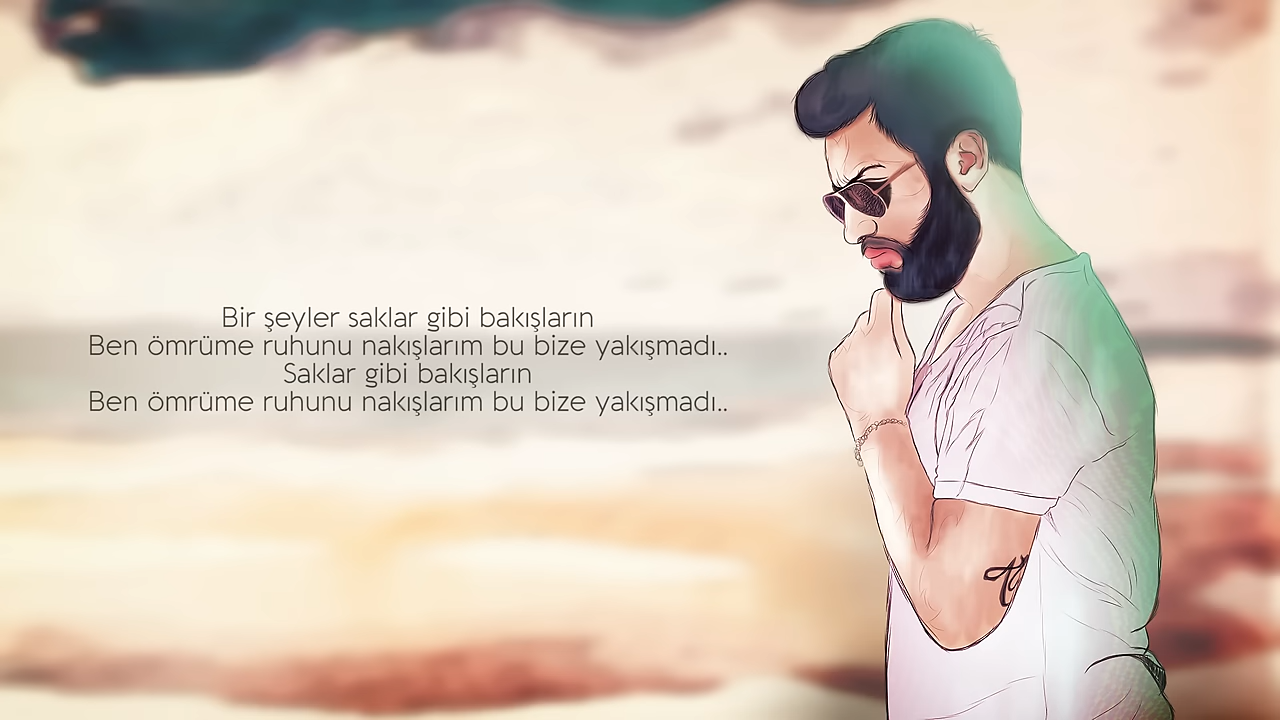 Bir şeyler saklar gibi bakışların
Ben ömrüme ruhunu nakışlarım bu bize yakışmadı..
Saklar gibi bakışların
Ben ömrüme ruhunu nakışlarım bu bize yakışmadı..